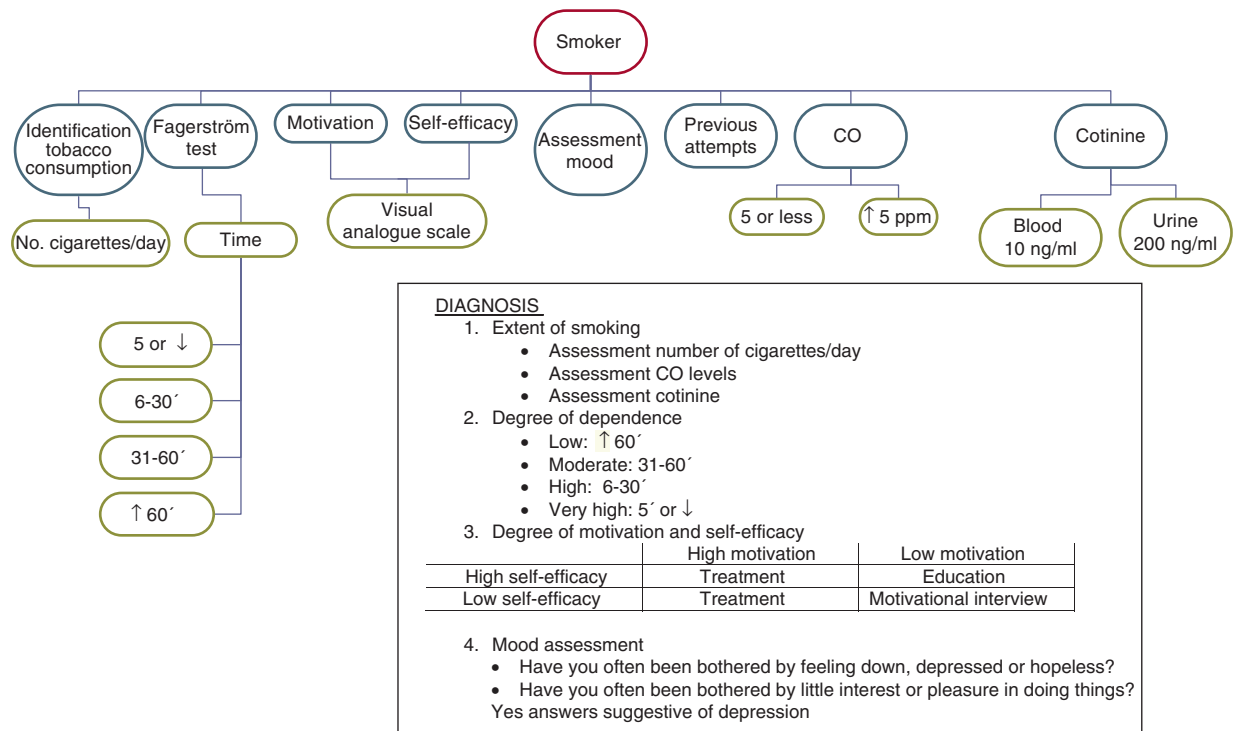 Smoker
Identification
tobacco
consumption
Fagerström
test
Motivation
Self-efficacy
Assessment
mood
Previous
attempts
CO
Cotinine
No. cigarettes/day
Time
Visual
analogue scale
5 or less
↑ 5 ppm
Blood
10 ng/ml
Urine
200 ng/ml
5 or ↓
6-30´
31-60´
↑ 60´
DIAGNOSIS
1. Extent of smoking
• Assessment number of cigarettes/day
• Assessment CO levels
• Assessment cotinine
2. Degree of dependence
• Low: ↑ 60´
• Moderate: 31-60´
• High: 6-30´
• Very high: 5´ or ↓
3. Degree of motivation and self-efficacy
High motivation Low motivation
High self-efficacy Treatment Education
Low self-efficacy Treatment Motivational interview
4. Mood assessment
• Have you often been bothered by feeling down, depressed or hopeless?
• Have you often been bothered by little interest or pleasure in doing things?
Yes answers suggestive of depression